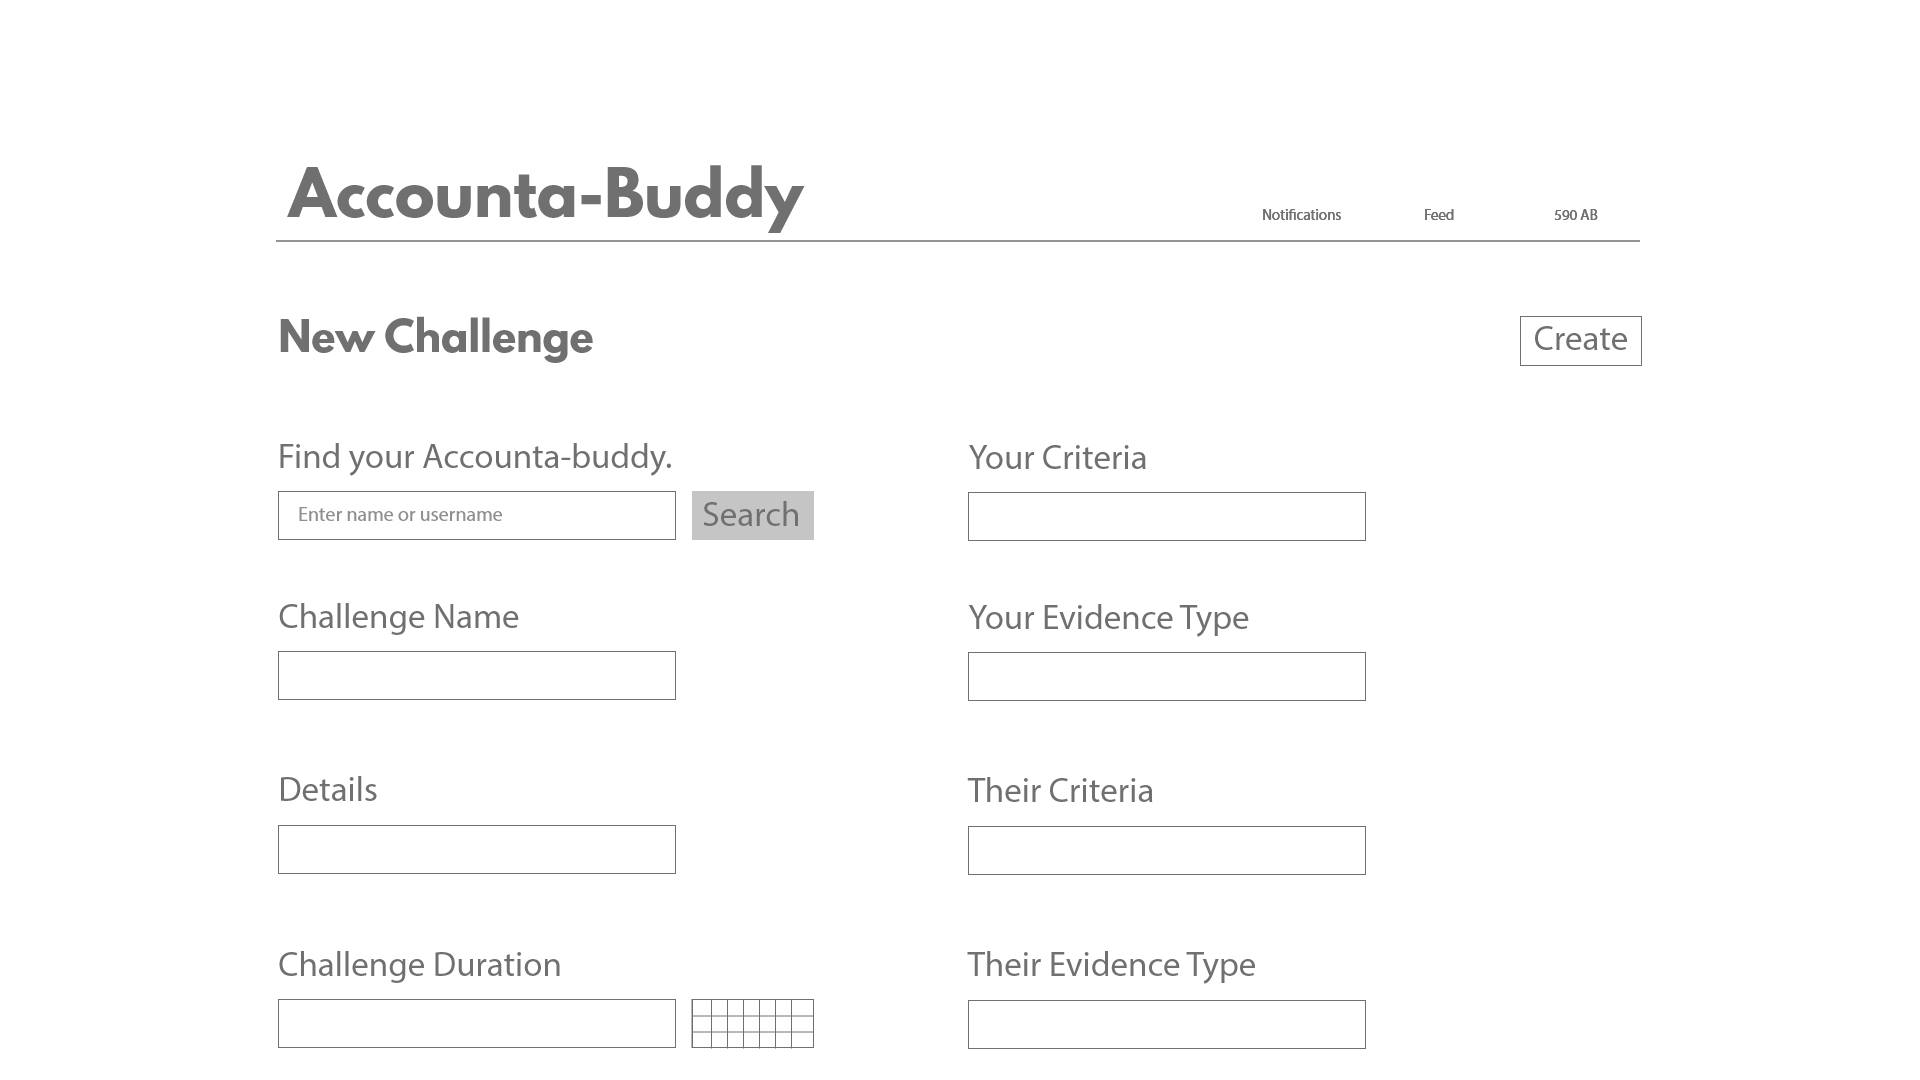 Accounta-Buddy
Notifications
Feed
590 AB
New Challenge
Create
Find your Accounta-buddy.
Enter name or username
Search
Challenge Name
Details
Challenge Duration
Your Criteria
Your Evidence Type
Their Criteria
Their Evidence Type